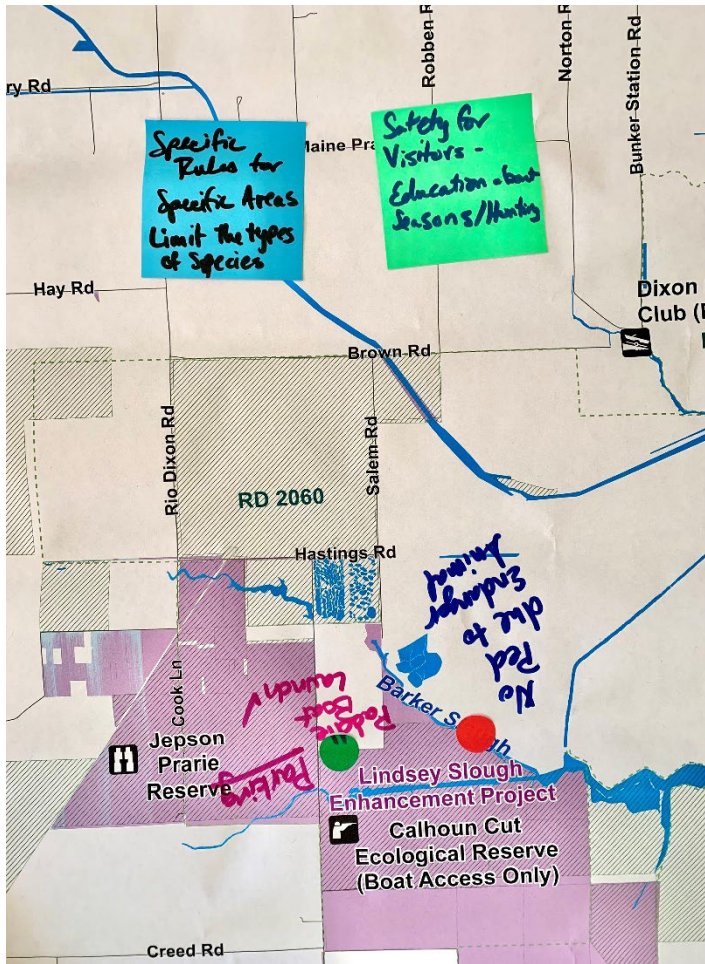 Robben R
Norton Rd
Bunker Station Rd
ry Rd
Specific
Rules for
Specific Areas
Limit The types
of Species
Maine Pra
Safety for
Visitors -
Education about
Seasons/Hunting
Hay Rd
Dixon
Club (F
Brown Rd
Rio Dixon Rd
Salem Rd
RD 2060
Hastings Rd
No
Ped
due to
Endanger
Animal
Cook Ln
Barker Slough
Paddle
Boat
Launch
Parking
Jepson
Prarie
Reserve
Lindsey Slough
Enhancement Project
Calhoun Cut
Ecological Reserve
(Boat Access Only)
Creed Rd